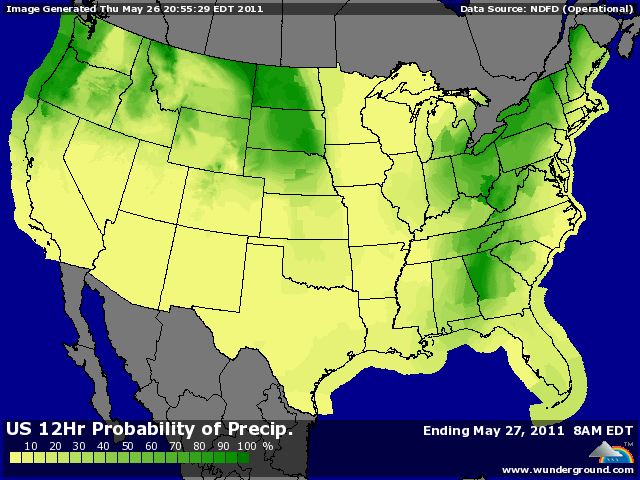 Image Generated Thu May 26 20:55:29 EDT 2011
Data Source: NDFD (Operational)
US 12Hr Probability of Precip.
Ending May 27, 2011 8AM EDT
10 20 30 40 50 60 70 80 90 100 %
www.wunderground.com